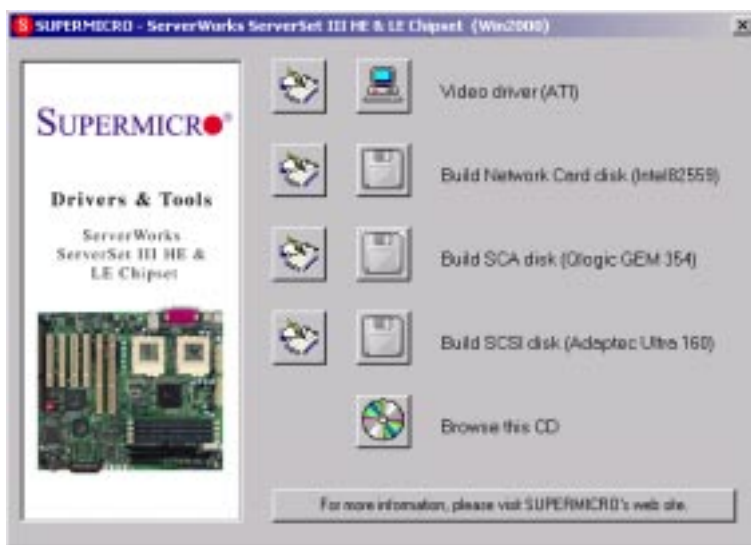 SUPERMICRO - ServerWorks ServerSet III HE & LE Chipset (Win2000)
SUPERMICRO®
Drivers & Tools
ServerWorks
ServerSet III HE &
LE Chipset
Video driver (ATI)
Build Network Card disk (Intel82559)
Build SCA disk (Qlogic GEM 354)
Build SCSI disk (Adaptec Ultra 160)
Browse this CD
For more information, please visit SUPERMICRO's web site.